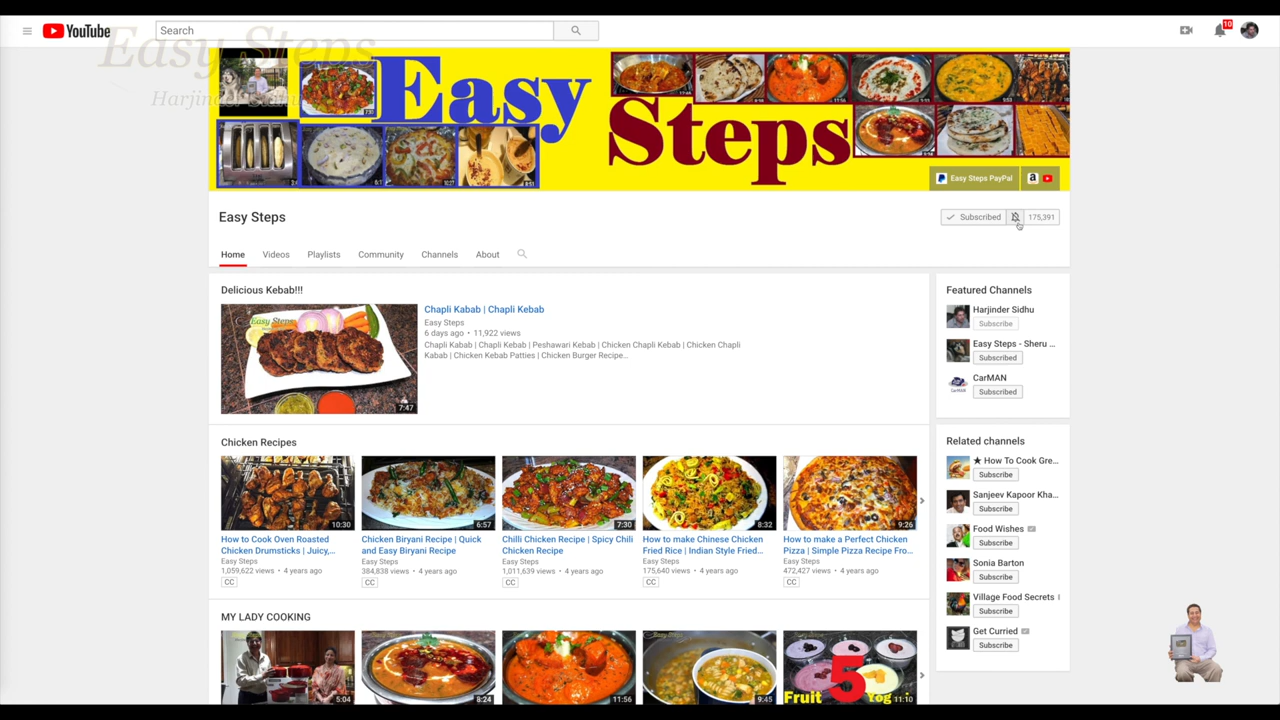 YouTube
Search
10
Easy Steps
Harjinder Sidhu
Easy
Steps
Easy Steps PayPal
Easy Steps
Subscribed
175,391
Home
Videos
Playlists
Community
Channels
About
Delicious Kebab!!!
Easy Steps
7:47
Chapli Kabab | Chapli Kebab
Easy Steps
6 days ago • 11,922 views
Chapli Kabab | Chapli Kebab | Peshawari Kebab | Chicken Chapli Kebab | Chicken Chapli
Kabab | Chicken Kebab Patties | Chicken Burger Recipe...
Featured Channels
Harjinder Sidhu
Subscribe
Easy Steps - Sheru ...
Subscribed
CarMAN
Subscribed
Chicken Recipes
10:30
How to Cook Oven Roasted
Chicken Drumsticks | Juicy,...
Easy Steps
1,059,622 views • 4 years ago
CC
6:57
Chicken Biryani Recipe | Quick
and Easy Biryani Recipe
Easy Steps
384,838 views • 4 years ago
CC
7:30
Chilli Chicken Recipe | Spicy Chili
Chicken Recipe
Easy Steps
1,011,639 views • 4 years ago
CC
8:32
How to make Chinese Chicken
Fried Rice | Indian Style Fried...
Easy Steps
175,640 views • 4 years ago
CC
9:26
How to make a Perfect Chicken
Pizza | Simple Pizza Recipe Fro...
Easy Steps
472,427 views • 4 years ago
CC
Related channels
★ How To Cook Gre...
Subscribe
Sanjeev Kapoor Kha...
Subscribe
Food Wishes
Subscribe
Sonia Barton
Subscribe
Village Food Secrets
Subscribe
Get Curried
Subscribe
MY LADY COOKING
5:04
8:24
11:56
9:45
5
Fruit
Yog
11:10